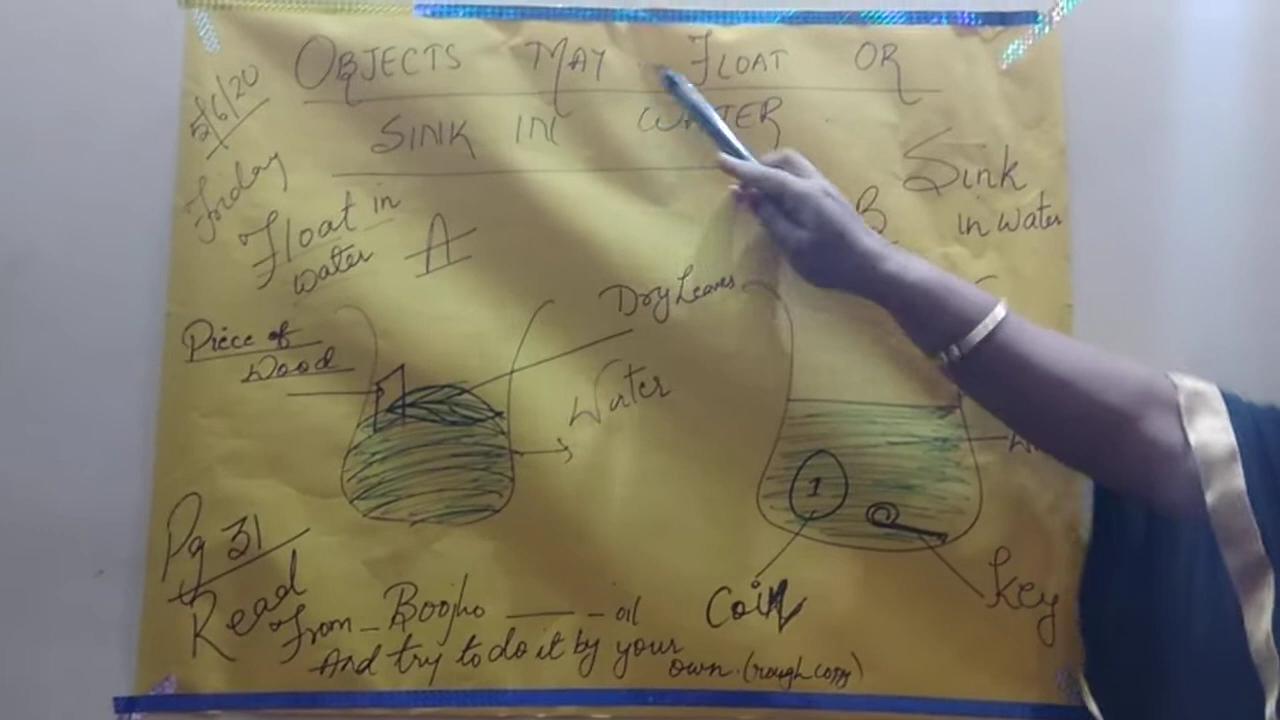 OBJECTS MAY FLOAT OR
SINK IN WATER
5/6/20
Friday
Float in
water
A
B
Sink
in water
Piece of
Wood
Dry Leaves
Water
1
Coin
Key
Pg 31
Read
From - Boojho ——— - oil
And try to do it by your
own. (rough copy)